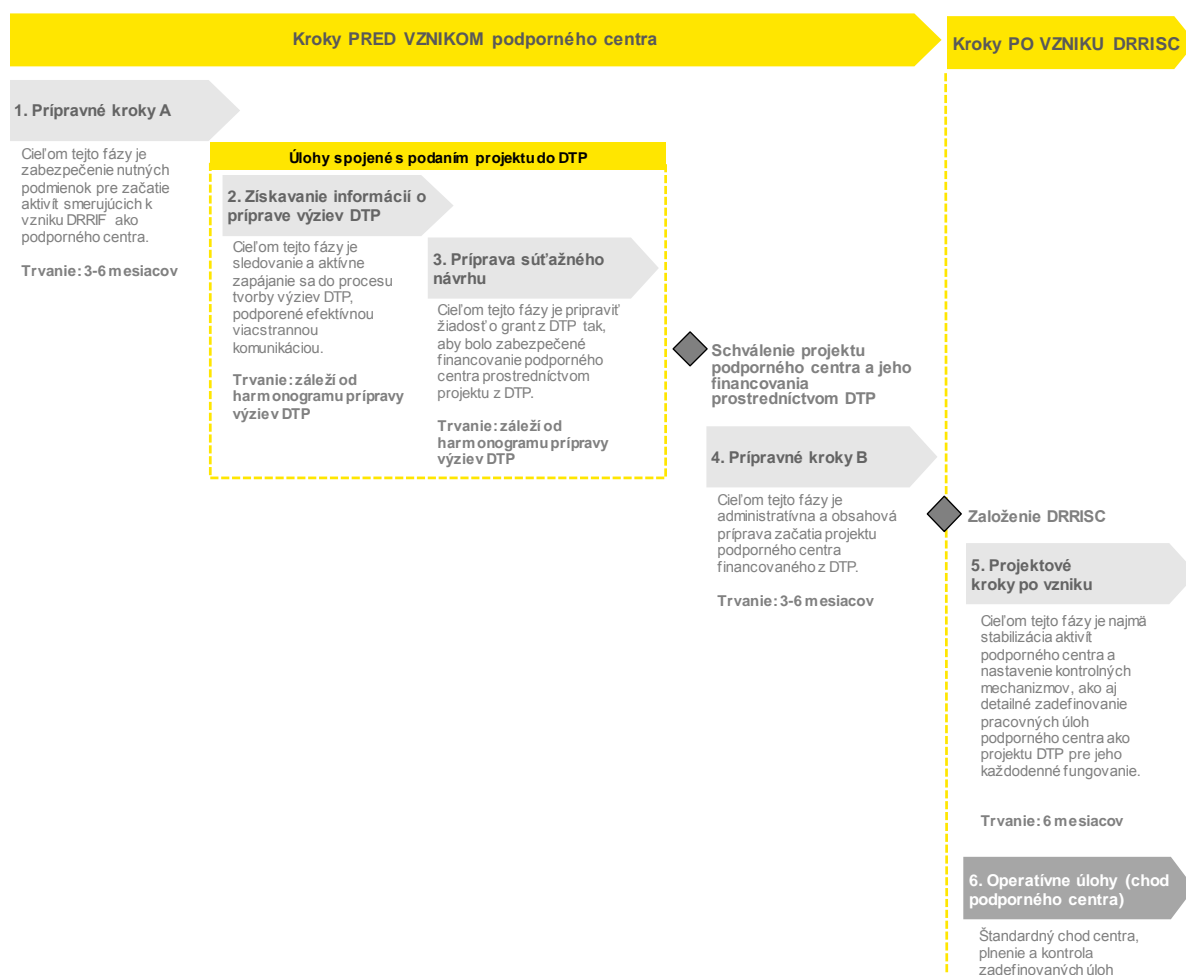 Kroky PRED VZNIKOM podporného centra
Kroky PO VZNIKU DRRISC
1. Prípravné kroky A
Cieľom tejto fázy je
zabezpečenie nutných
podmienok pre začatie
aktivít smerujúcich k
vzniku DRRIF ako
podporného centra.
Trvanie: 3-6 mesiacov
Úlohy spojené s podaním projektu do DTP
2. Získavanie informácií o
príprave výziev DTP
Cieľom tejto fázy je
sledovanie a aktívne
zapájanie sa do procesu
tvorby výziev DTP,
podporené efektívnou
viacstrannou
komunikáciou.
Trvanie: záleží od
harmonogramu prípravy
výziev DTP
3. Príprava súťažného
návrhu
Cieľom tejto fázy je pripraviť
žiadosť o grant z DTP tak,
aby bolo zabezpečené
financovanie podporného
centra prostredníctvom
projektu z DTP.
Trvanie: záleží od
harmonogramu prípravy
výziev DTP
Schválenie projektu
podporného centra a jeho
financovania
prostredníctvom DTP
4. Prípravné kroky B
Cieľom tejto fázy je
administratívna a obsahová
príprava začatia projektu
podporného centra
financovaného z DTP.
Trvanie: 3-6 mesiacov
Založenie DRRISC
5. Projektové
kroky po vzniku
Cieľom tejto fázy je najmä
stabilizácia aktivít
podporného centra a
nastavenie kontrolných
mechanizmov, ako aj
detailné zadefinovanie
pracovných úloh
podporného centra ako
projektu DTP pre jeho
každodenné fungovanie.
Trvanie: 6 mesiacov
6. Operatívne úlohy (chod
podporného centra)
Štandardný chod centra,
plnenie a kontrola
zadefinovaných úloh